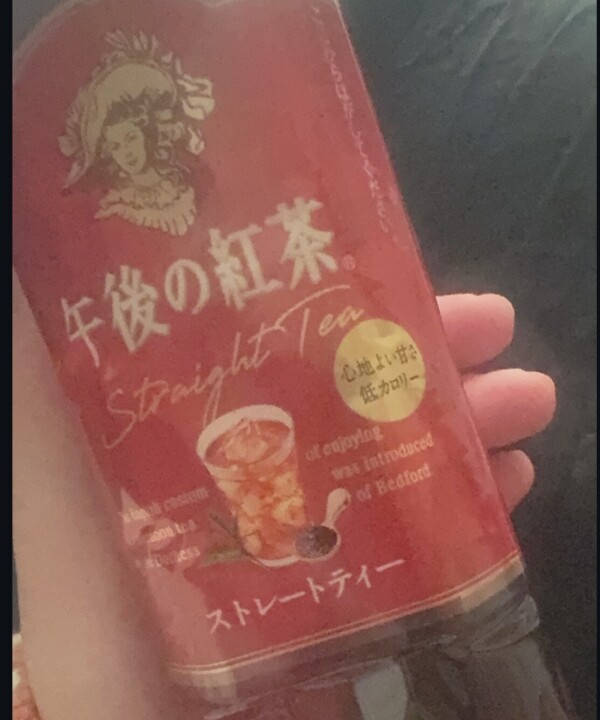 午後の紅茶
Straight Tea
心地よい甘さ
低カロリー
of enjoying
was introduced
of Bedford
ストレートティー